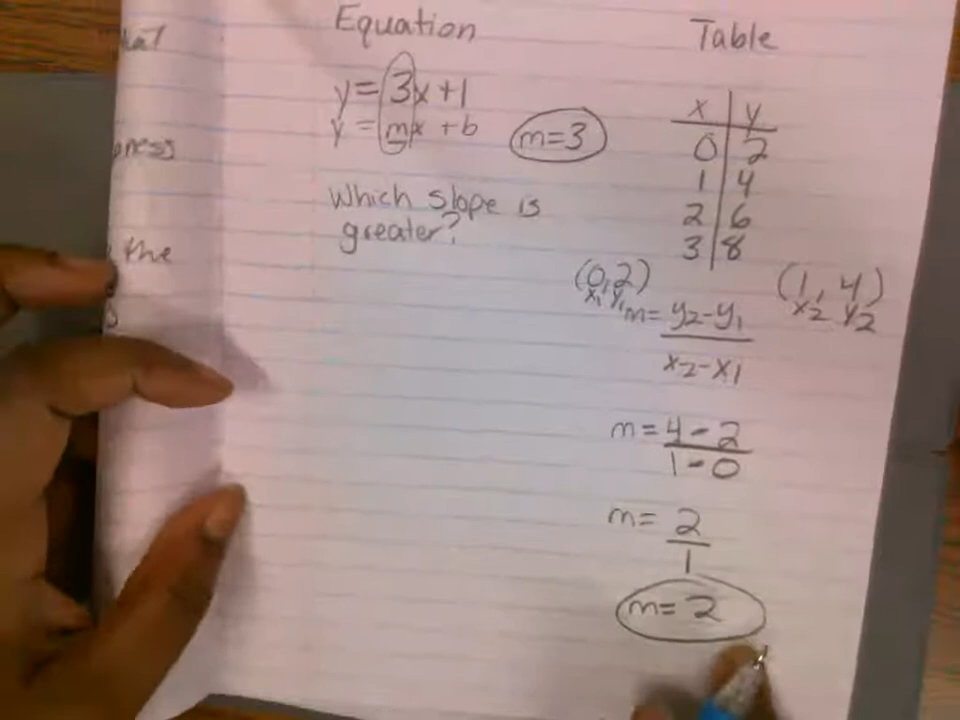 Equation
y = 3x + 1
y = mx + b
m = 3
Which slope is
greater?
Table
x y
0 2
1 4
2 6
3 8
(0, 2)
x₁ y₁
(1, 4)
x₂ y₂
m = y₂ - y₁
x₂ - x₁
m = 4 - 2
1 - 0
m = 2
1
m = 2
the